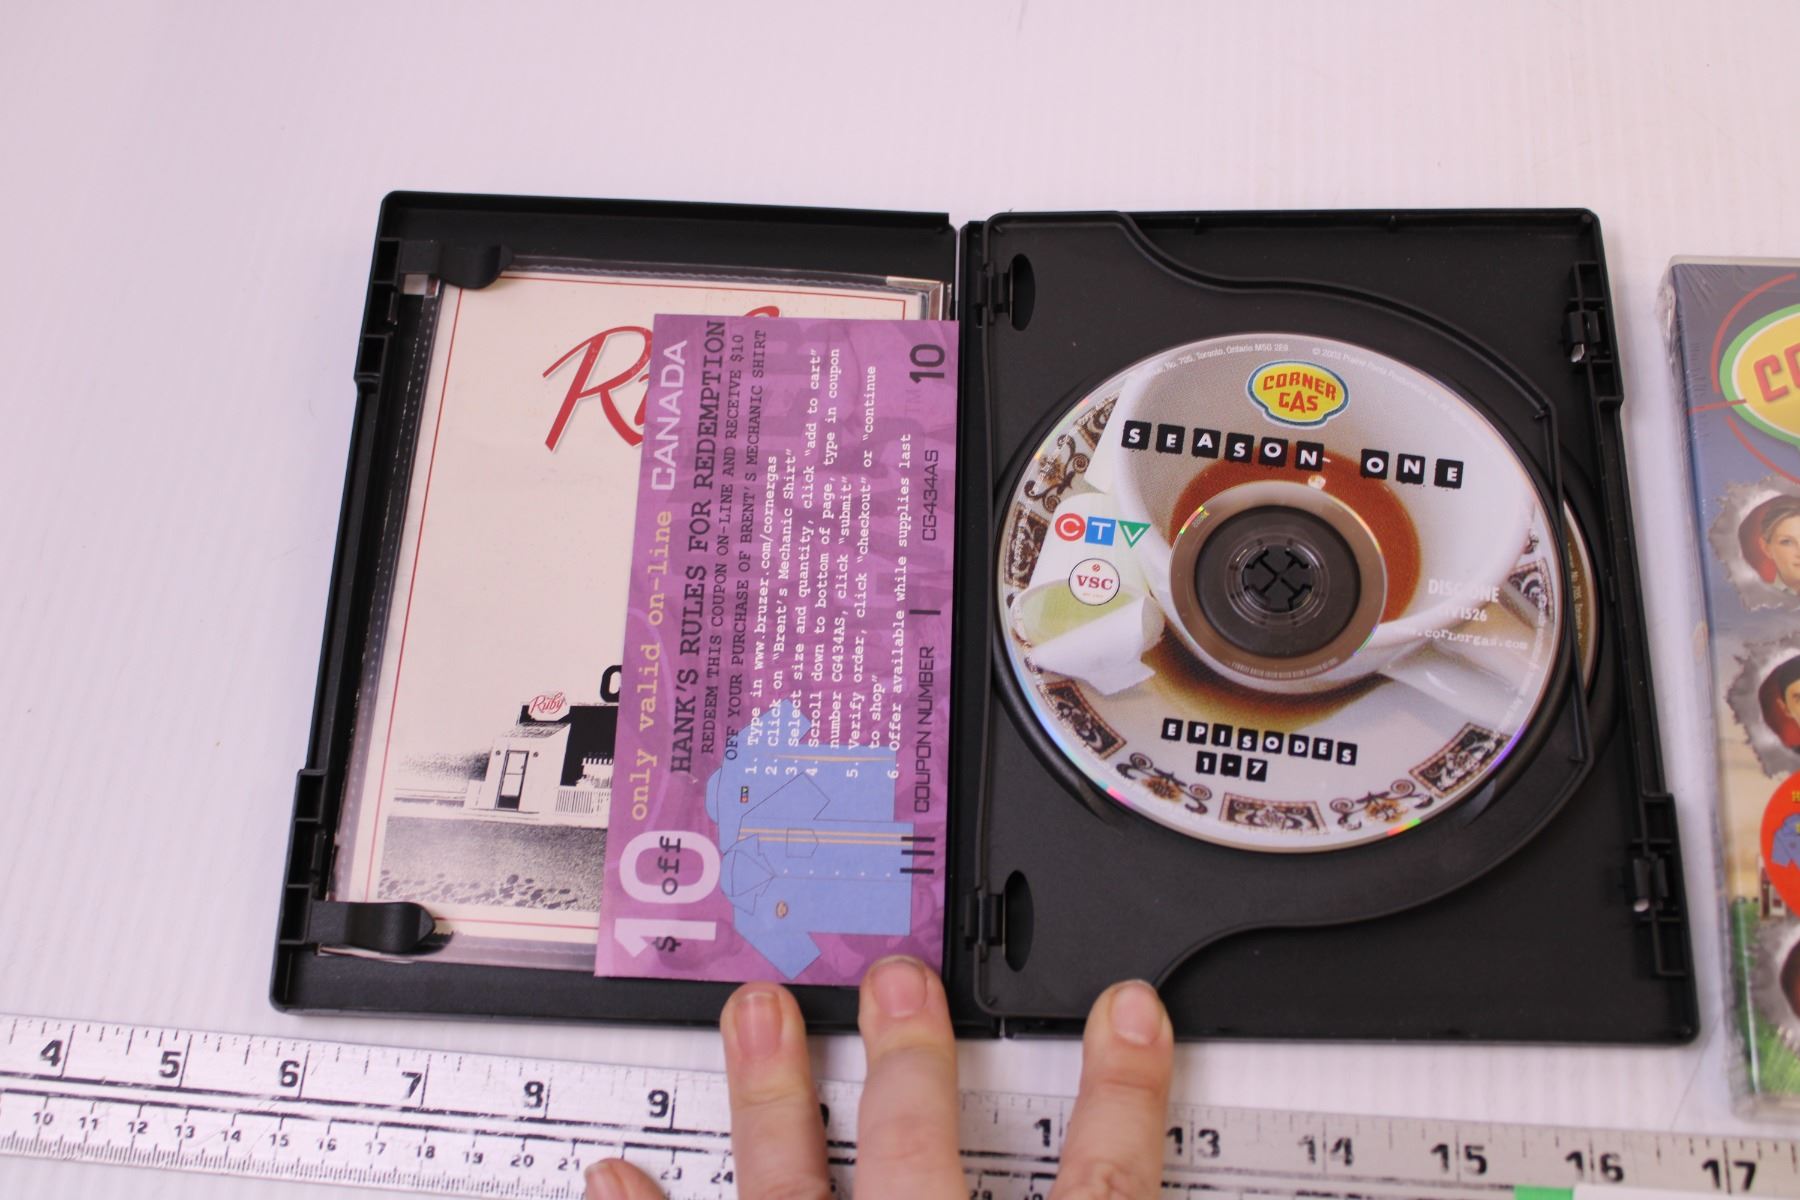 Ruby
$10 off
only valid on-line CANADA
HANK'S RULES FOR REDEMPTION
REDEEM THIS COUPON ON-LINE AND RECEIVE $10
OFF YOUR PURCHASE OF BRENT'S MECHANIC SHIRT
1. Type in www.bruzer.com/cornergas
2. Click on "Brent's Mechanic Shirt"
3. Select size and quantity, click "add to cart"
4. Scroll down to bottom of page, type in coupon
number CG434AS, click "submit"
5. Verify order, click "checkout" or "continue
to shop"
6. Offer available while supplies last
COUPON NUMBER
CG434AS
10
Toronto, Ontario M5G 2E9
CORNER
GAS
SEASON ONE
CTV
VSC
DISC ONE
EPISODES
1-7
4 5 6 7 8 9 13 14 15 16 17
10 11 12 13 14 15 16 17 18 19 20 21 23 24